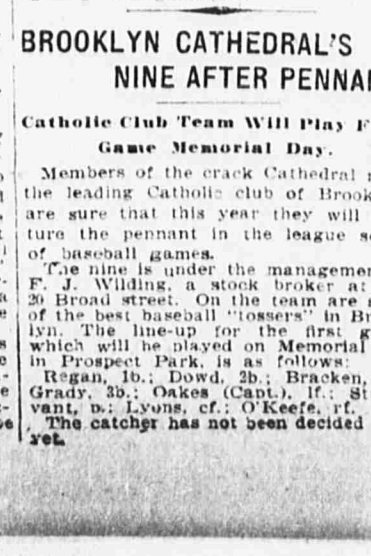 BROOKLYN CATHEDRAL'S
NINE AFTER PENNA
Catholic Club Team Will Play F
Game Memorial Day.
Members of the crack Cathedral
the leading Catholic club of Brook
are sure that this year they will
ture the pennant in the league s
of baseball games.
The nine is under the managemen
F. J. Wilding, a stock broker at
20 Broad street. On the team are s
of the best baseball "tossers" in Br
lyn. The line-up for the first g
which will be played on Memorial
in Prospect Park, is as follows:
Regan, 1b.; Dowd, 2b.; Bracken,
Grady, 3b.; Oakes (Capt.), lf.; St
vant, p.; Lyons, cf.; O'Keefe, rf.
The catcher has not been decided
yet.